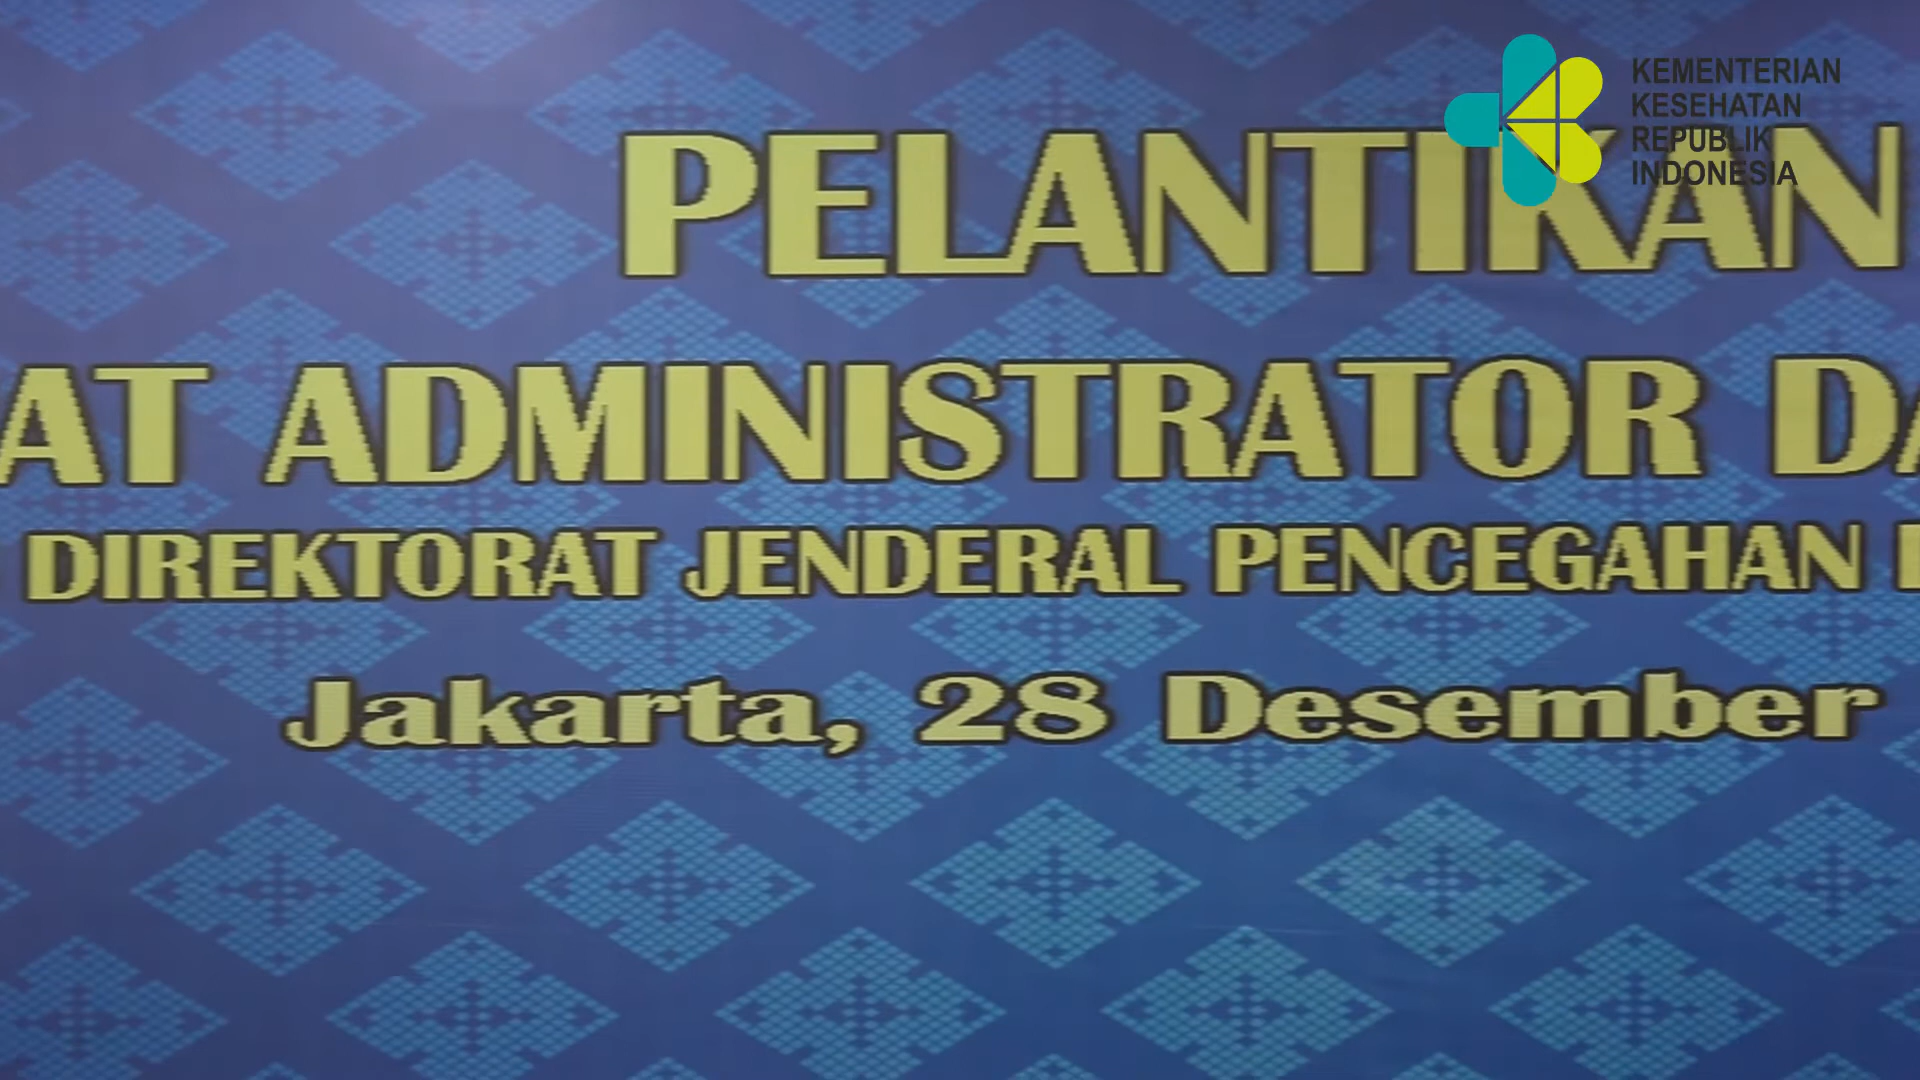 KEMENTERIAN
KESEHATAN
REPUBLIK
INDONESIA
PELANTIKAN
AT ADMINISTRATOR DA
DIREKTORAT JENDERAL PENCEGAHAN
Jakarta, 28 Desember